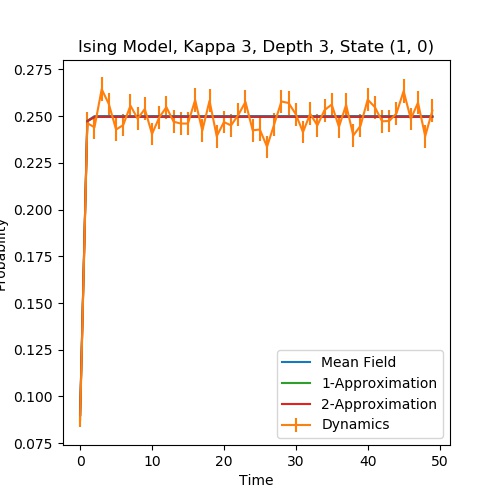 Ising Model, Kappa 3, Depth 3, State (1, 0)
0.275
0.250
0.225
0.200
0.175
0.150
0.125
0.100
0.075
Probability
Mean Field
1-Approximation
2-Approximation
Dynamics
0 10 20 30 40 50
Time